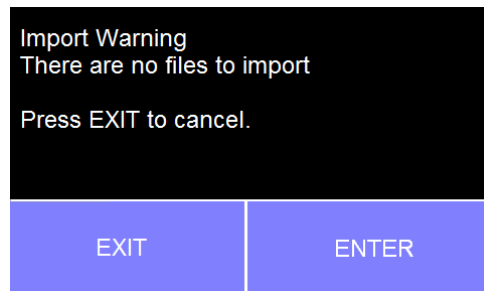 Import Warning
There are no files to import
Press EXIT to cancel.
EXIT
ENTER